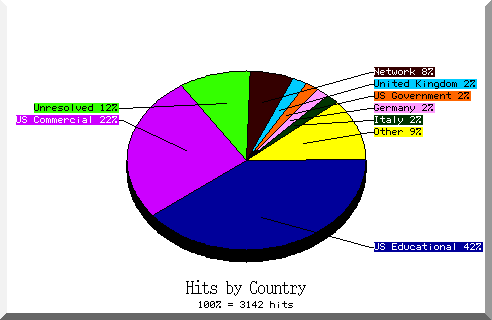 Network 8%
United Kingdom 2%
US Government 2%
Unresolved 12%
Germany 2%
US Commercial 22%
Italy 2%
Other 9%
US Educational 42%
Hits by Country
100% = 3142 hits